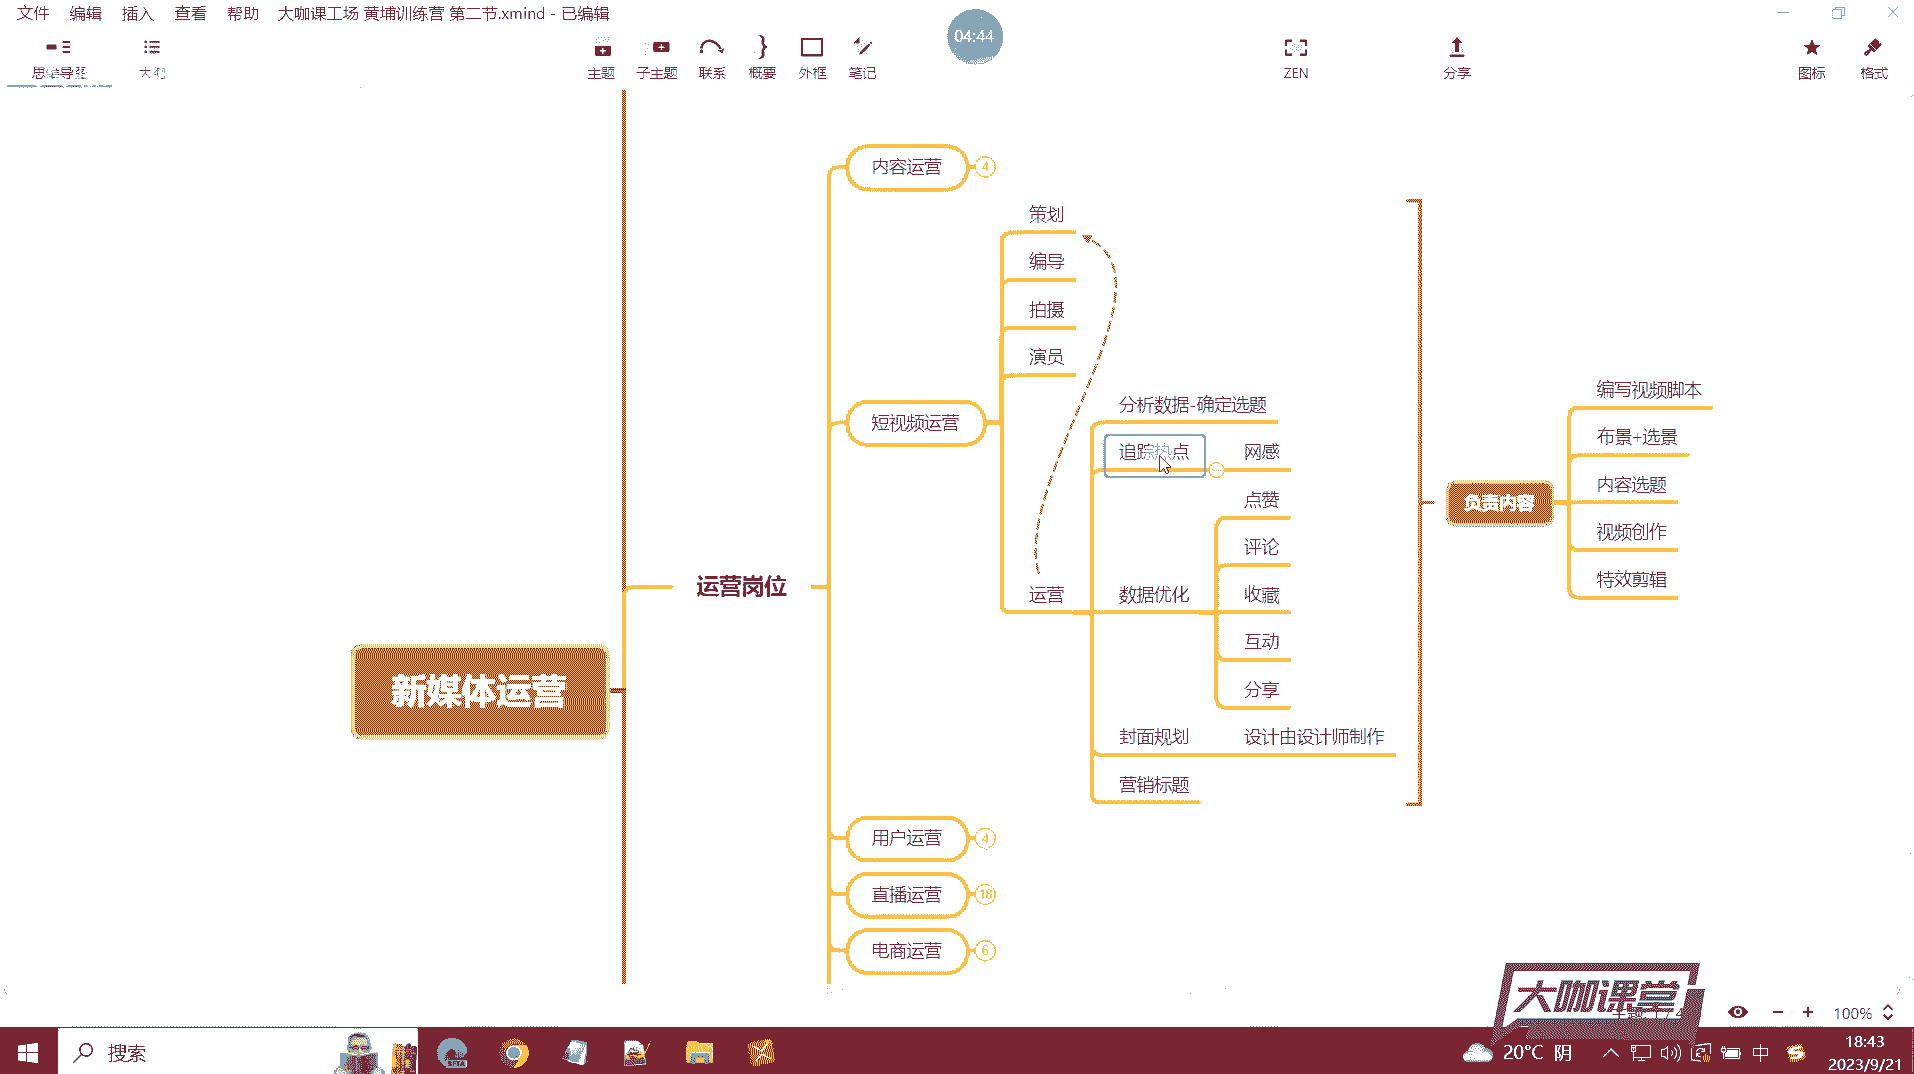 文件 编辑 插入 查看 帮助 大咖课工场 黄埔训练营 第二节.xmind - 已编辑
04:44
思维导图 大纲 主题 子主题 联系 概要 外框 笔记 ZEN 分享 图标 格式
内容运营 4
策划
编导
拍摄
演员
编写视频脚本
分析数据-确定选题
短视频运营
布景+选景
追踪热点 网感
内容选题
点赞
负责内容
视频创作
评论
特效剪辑
运营岗位
运营 数据优化 收藏
互动
新媒体运营
分享
封面规划 设计由设计师制作
营销标题
用户运营 4
直播运营 18
电商运营 6
大咖课堂
100%
搜索
20°C 阴
中
18:43
2023/9/21